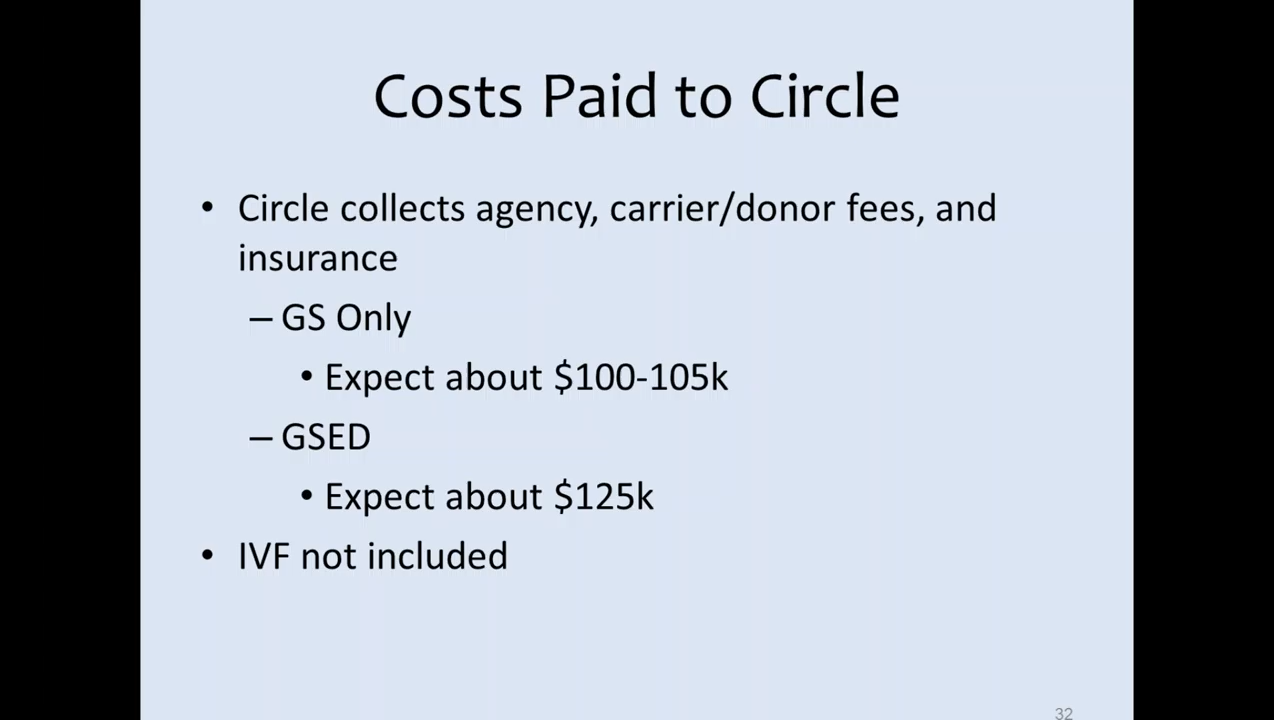 Costs Paid to Circle
• Circle collects agency, carrier/donor fees, and
insurance
– GS Only
• Expect about $100-105k
– GSED
• Expect about $125k
• IVF not included
32